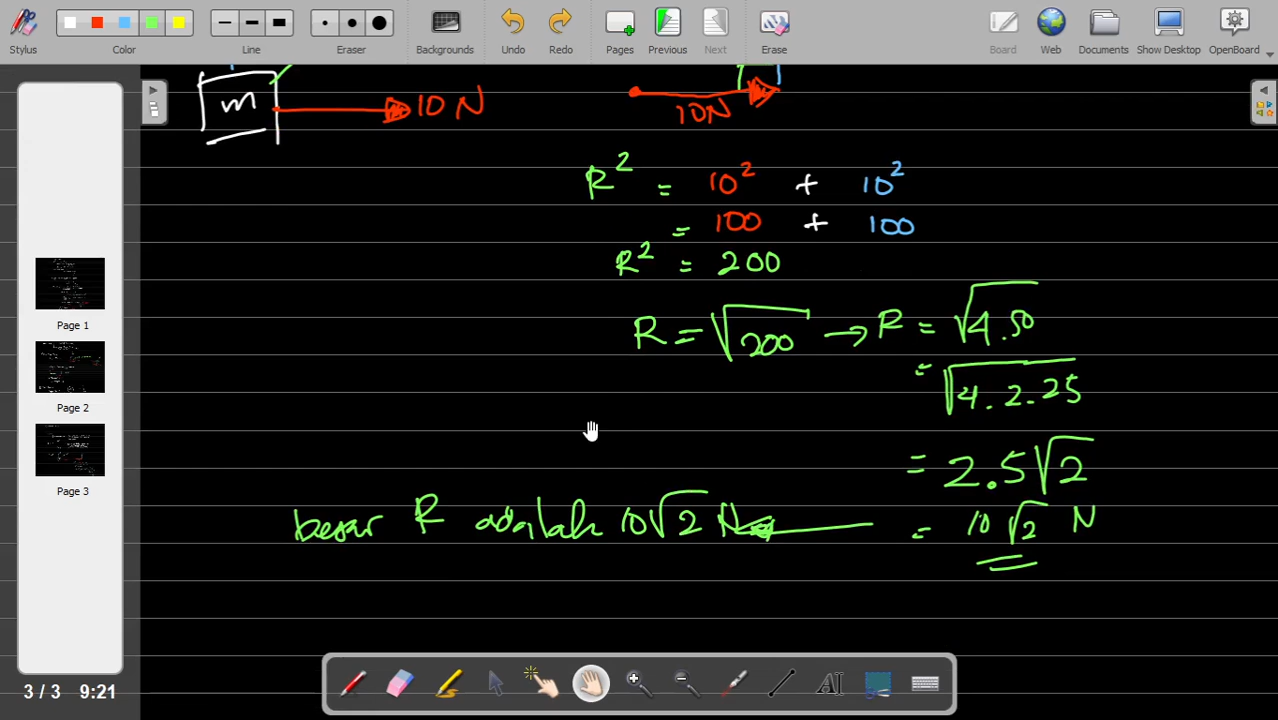 Stylus Color Line Eraser Backgrounds Undo Redo Pages Previous Next Erase Board Web Documents Show Desktop OpenBoard
m 10 N 10N
R² = 10² + 10²
= 100 + 100
R² = 200
R = √200 → R = √4.50
= √4.2.25
= 2.5√2
besar R adalah 10√2 N
= 10√2 N
Page 1
Page 2
Page 3
3 / 3 9:21
AI